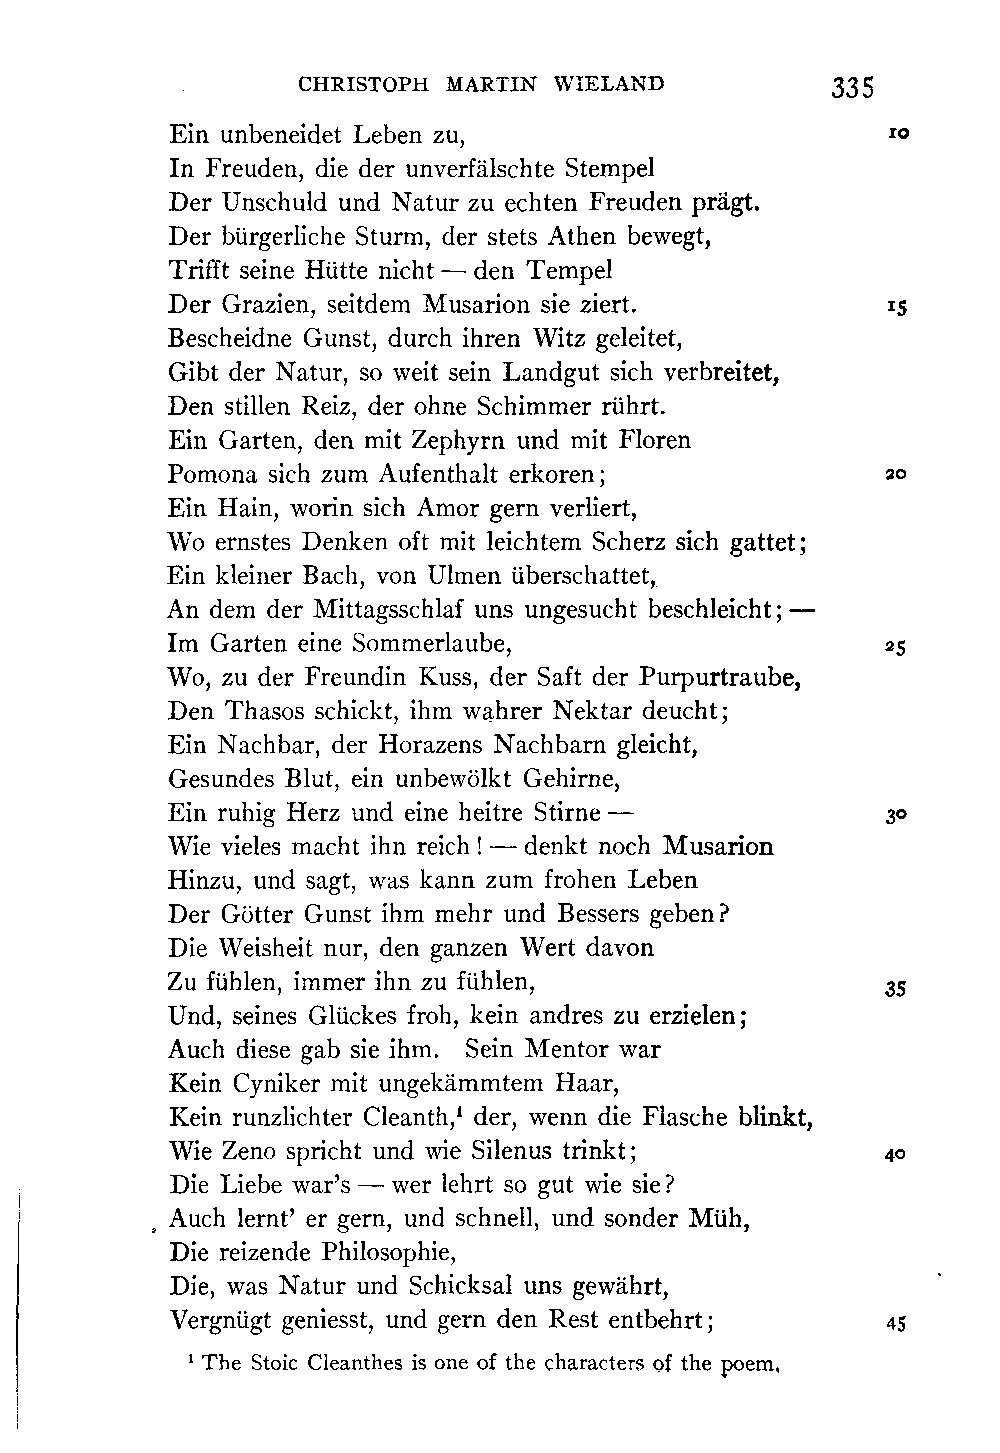 CHRISTOPH MARTIN WIELAND 335
Ein unbeneidet Leben zu, 10
In Freuden, die der unverfälschte Stempel
Der Unschuld und Natur zu echten Freuden prägt.
Der bürgerliche Sturm, der stets Athen bewegt,
Trifft seine Hütte nicht — den Tempel
Der Grazien, seitdem Musarion sie ziert. 15
Bescheidne Gunst, durch ihren Witz geleitet,
Gibt der Natur, so weit sein Landgut sich verbreitet,
Den stillen Reiz, der ohne Schimmer rührt.
Ein Garten, den mit Zephyrn und mit Floren
Pomona sich zum Aufenthalt erkoren; 20
Ein Hain, worin sich Amor gern verliert,
Wo ernstes Denken oft mit leichtem Scherz sich gattet;
Ein kleiner Bach, von Ulmen überschattet,
An dem der Mittagsschlaf uns ungesucht beschleicht; —
Im Garten eine Sommerlaube, 25
Wo, zu der Freundin Kuss, der Saft der Purpurtraube,
Den Thasos schickt, ihm wahrer Nektar deucht;
Ein Nachbar, der Horazens Nachbarn gleicht,
Gesundes Blut, ein unbewölkt Gehirne,
Ein ruhig Herz und eine heitre Stirne — 30
Wie vieles macht ihn reich! — denkt noch Musarion
Hinzu, und sagt, was kann zum frohen Leben
Der Götter Gunst ihm mehr und Bessers geben?
Die Weisheit nur, den ganzen Wert davon
Zu fühlen, immer ihn zu fühlen, 35
Und, seines Glückes froh, kein andres zu erzielen;
Auch diese gab sie ihm. Sein Mentor war
Kein Cyniker mit ungekämmtem Haar,
Kein runzlichter Cleanth,¹ der, wenn die Flasche blinkt,
Wie Zeno spricht und wie Silenus trinkt; 40
Die Liebe war's — wer lehrt so gut wie sie?
Auch lernt' er gern, und schnell, und sonder Müh,
Die reizende Philosophie,
Die, was Natur und Schicksal uns gewährt,
Vergnügt geniesst, und gern den Rest entbehrt; 45
¹ The Stoic Cleanthes is one of the characters of the poem.